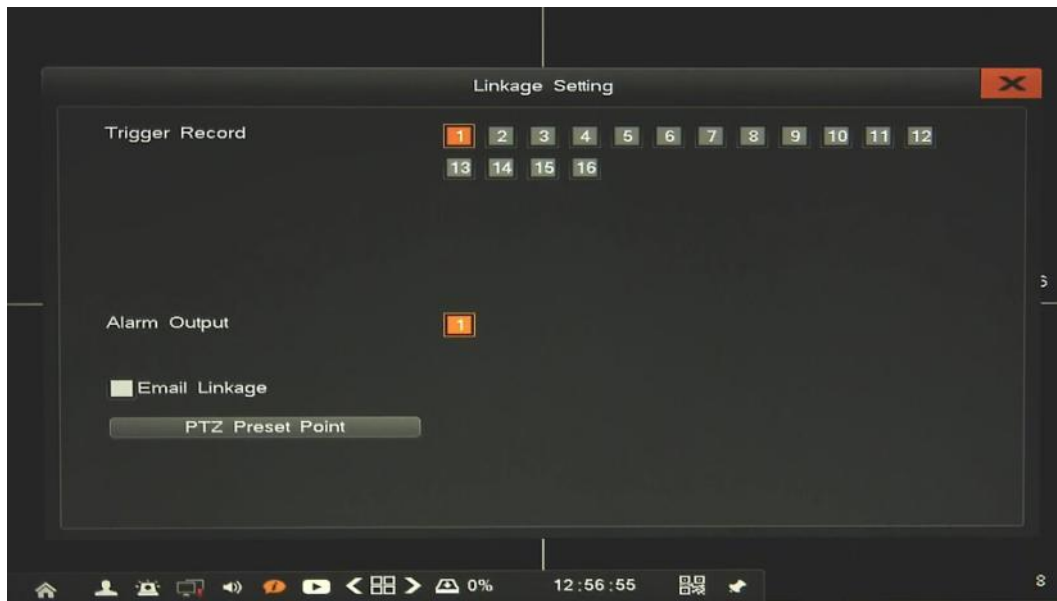 Linkage Setting
Trigger Record 1 2 3 4 5 6 7 8 9 10 11 12
13 14 15 16
Alarm Output 1
Email Linkage
PTZ Preset Point
0% 12:56:55
8